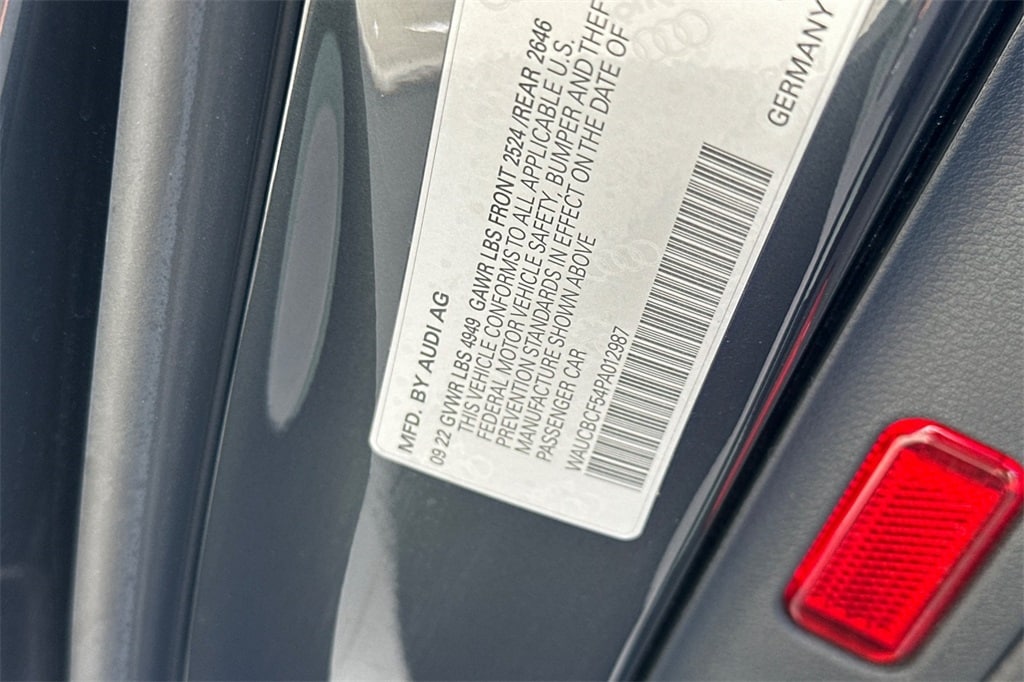 MFD. BY AUDI AG
09 22 GVWR LBS 4949 GAWR LBS FRONT 2524 /REAR 2646
THIS VEHICLE CONFORMS TO ALL APPLICABLE U.S.
FEDERAL MOTOR VEHICLE SAFETY, BUMPER AND THEF
PREVENTION STANDARDS IN EFFECT ON THE DATE OF
MANUFACTURE SHOWN ABOVE
PASSENGER CAR
WAUCBCF54PA012987
GERMANY